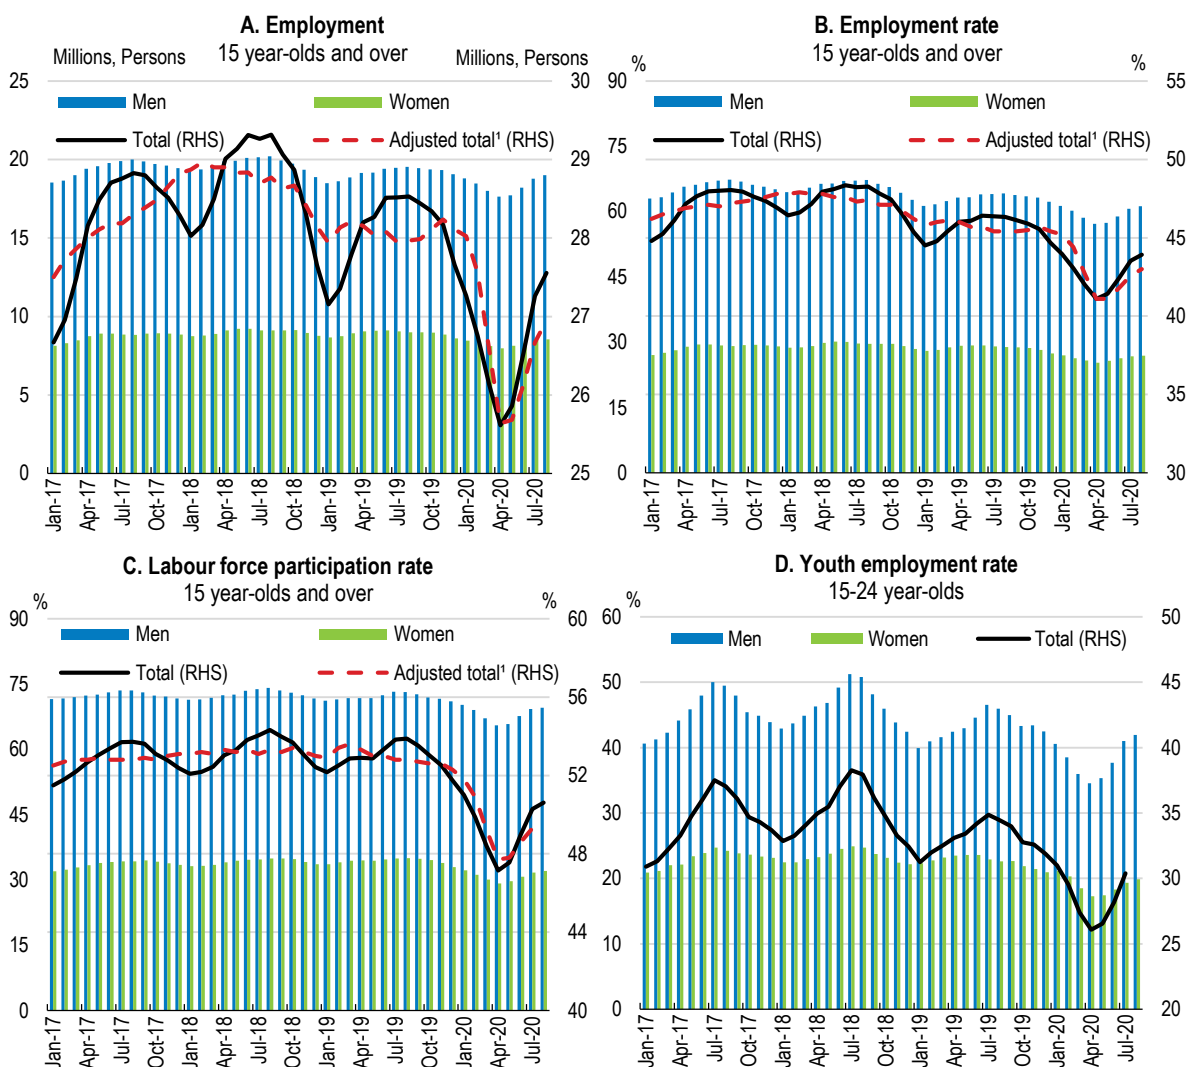 A. Employment
15 year-olds and over
Millions, Persons
Millions, Persons
Men
Women
Total (RHS)
Adjusted total¹ (RHS)
25
20
15
10
5
0
30
29
28
27
26
25
Jan-17
Apr-17
Jul-17
Oct-17
Jan-18
Apr-18
Jul-18
Oct-18
Jan-19
Apr-19
Jul-19
Oct-19
Jan-20
Apr-20
Jul-20
B. Employment rate
15 year-olds and over
%
%
Men
Women
Total (RHS)
Adjusted total¹ (RHS)
90
75
60
45
30
15
0
55
50
45
40
35
30
Jan-17
Apr-17
Jul-17
Oct-17
Jan-18
Apr-18
Jul-18
Oct-18
Jan-19
Apr-19
Jul-19
Oct-19
Jan-20
Apr-20
Jul-20
C. Labour force participation rate
15 year-olds and over
%
%
Men
Women
Total (RHS)
Adjusted total¹ (RHS)
90
75
60
45
30
15
0
60
56
52
48
44
40
Jan-17
Apr-17
Jul-17
Oct-17
Jan-18
Apr-18
Jul-18
Oct-18
Jan-19
Apr-19
Jul-19
Oct-19
Jan-20
Apr-20
Jul-20
D. Youth employment rate
15-24 year-olds
%
%
Men
Women
Total (RHS)
60
50
40
30
20
10
0
50
45
40
35
30
25
20
Jan-17
Apr-17
Jul-17
Oct-17
Jan-18
Apr-18
Jul-18
Oct-18
Jan-19
Apr-19
Jul-19
Oct-19
Jan-20
Apr-20
Jul-20